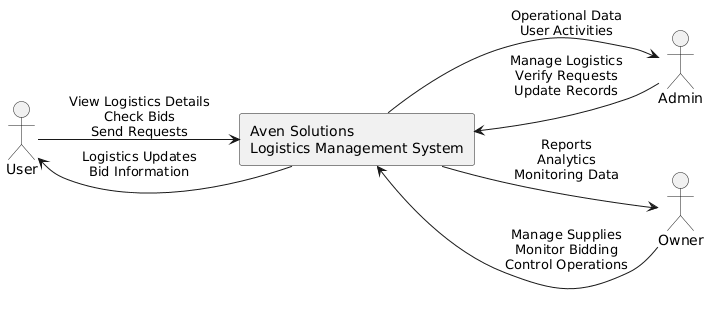 View Logistics Details
Check Bids
Send Requests
User
Logistics Updates
Bid Information
Aven Solutions
Logistics Management System
Operational Data
User Activities
Manage Logistics
Verify Requests
Update Records
Admin
Reports
Analytics
Monitoring Data
Owner
Manage Supplies
Monitor Bidding
Control Operations